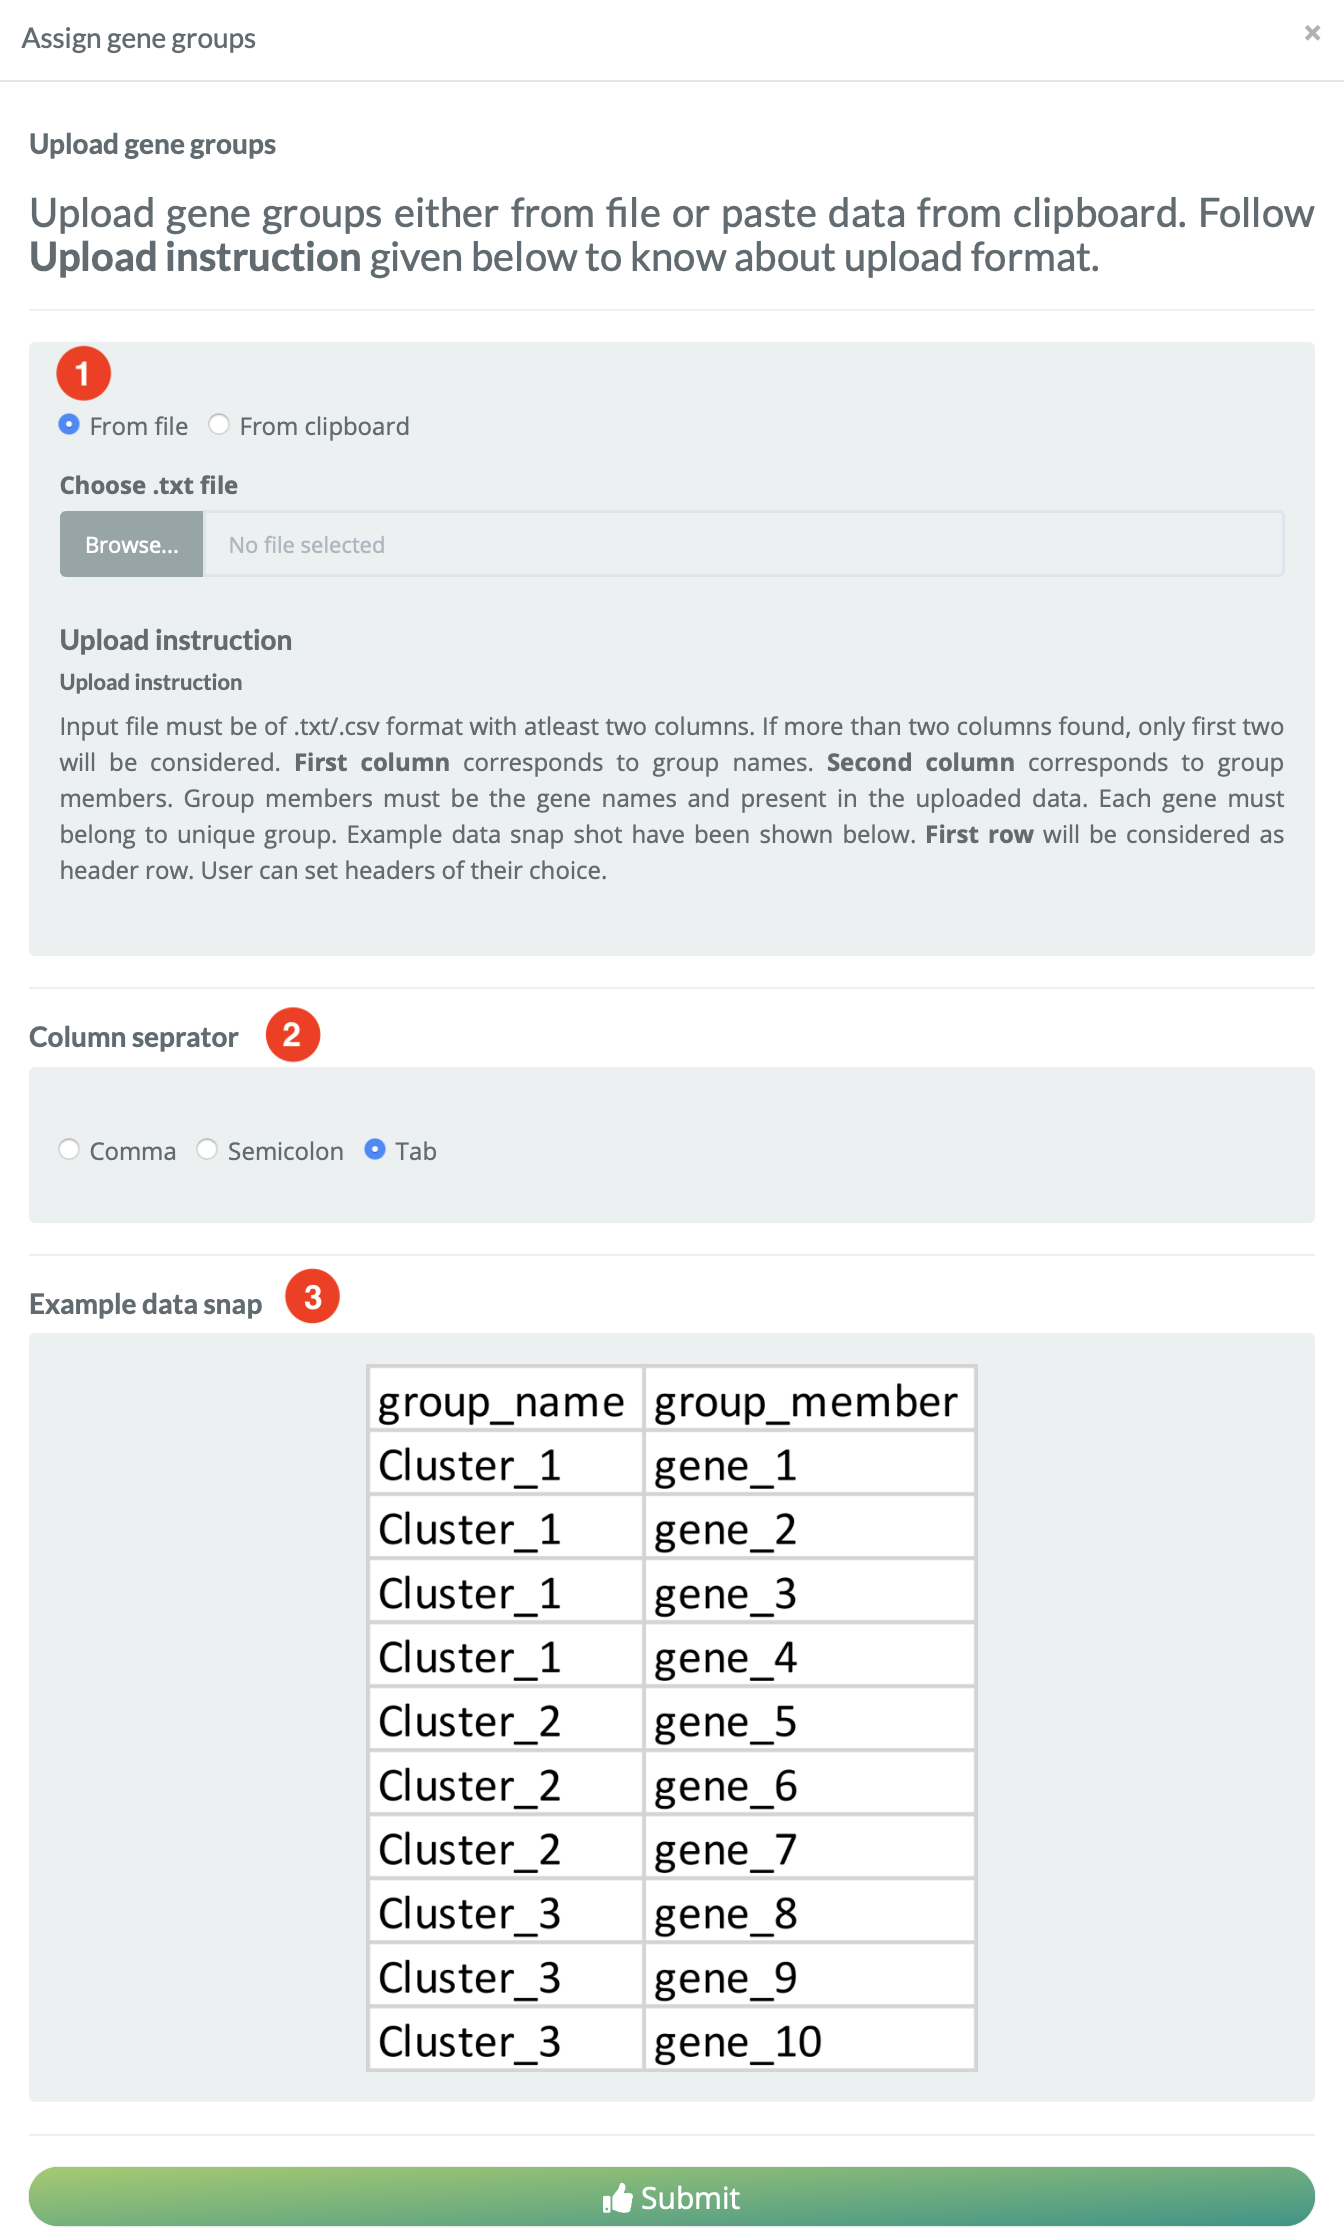 Assign gene groups ×
Upload gene groups
Upload gene groups either from file or paste data from clipboard. Follow
Upload instruction given below to know about upload format.
1
From file From clipboard
Choose .txt file
Browse... No file selected
Upload instruction
Upload instruction
Input file must be of .txt/.csv format with atleast two columns. If more than two columns found, only first two
will be considered. First column corresponds to group names. Second column corresponds to group
members. Group members must be the gene names and present in the uploaded data. Each gene must
belong to unique group. Example data snap shot have been shown below. First row will be considered as
header row. User can set headers of their choice.
Column seprator 2
Comma Semicolon Tab
Example data snap 3
group_name group_member
Cluster_1 gene_1
Cluster_1 gene_2
Cluster_1 gene_3
Cluster_1 gene_4
Cluster_2 gene_5
Cluster_2 gene_6
Cluster_2 gene_7
Cluster_3 gene_8
Cluster_3 gene_9
Cluster_3 gene_10
Submit